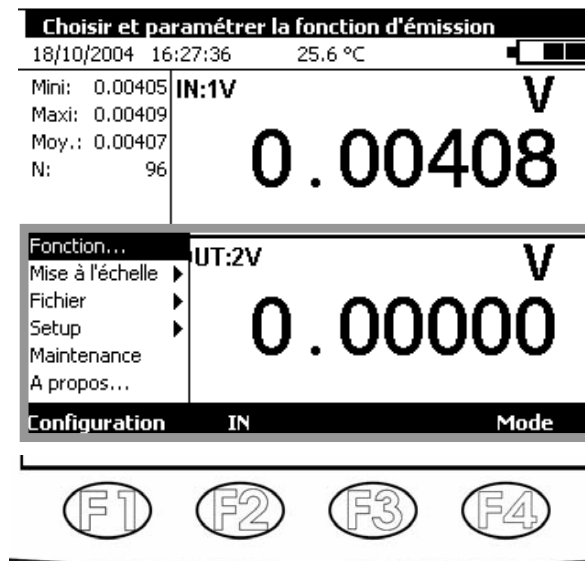 Choisir et paramétrer la fonction d'émission
18/10/2004 16:27:36 25.6 °C
Mini: 0.00405
Maxi: 0.00409
Moy.: 0.00407
N: 96
IN:1V V
0.00408
Fonction...
Mise à l'échelle
Fichier
Setup
Maintenance
A propos...
UT:2V V
0.00000
Configuration IN Mode
F1 F2 F3 F4